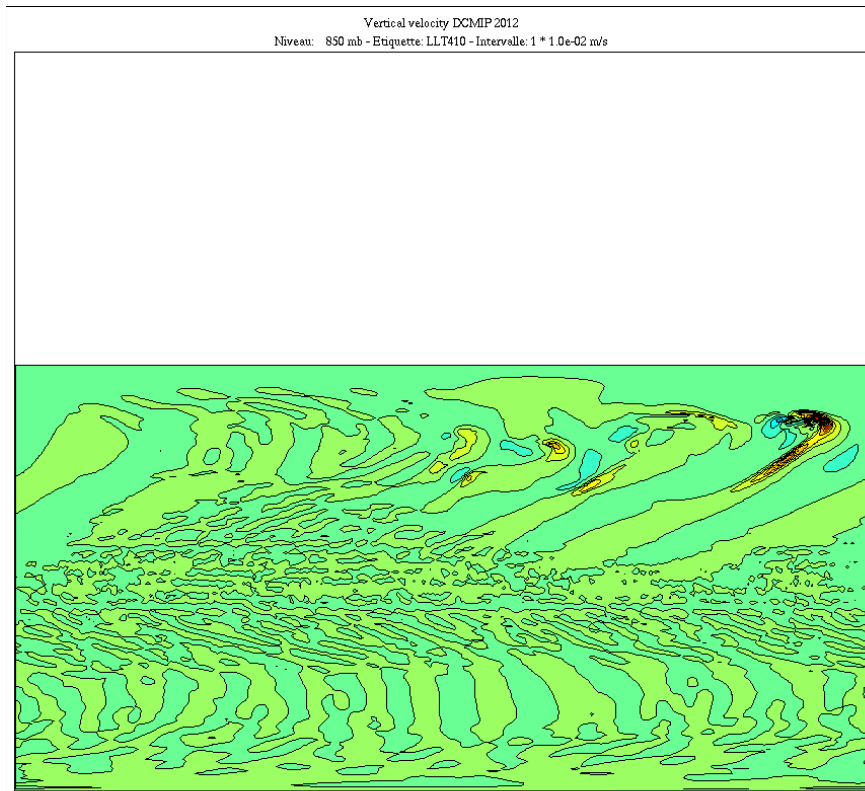 Vertical velocity DCMIP 2012
Niveau: 850 mb - Etiquette: LLT410 - Intervalle: 1 * 1.0e-02 m/s